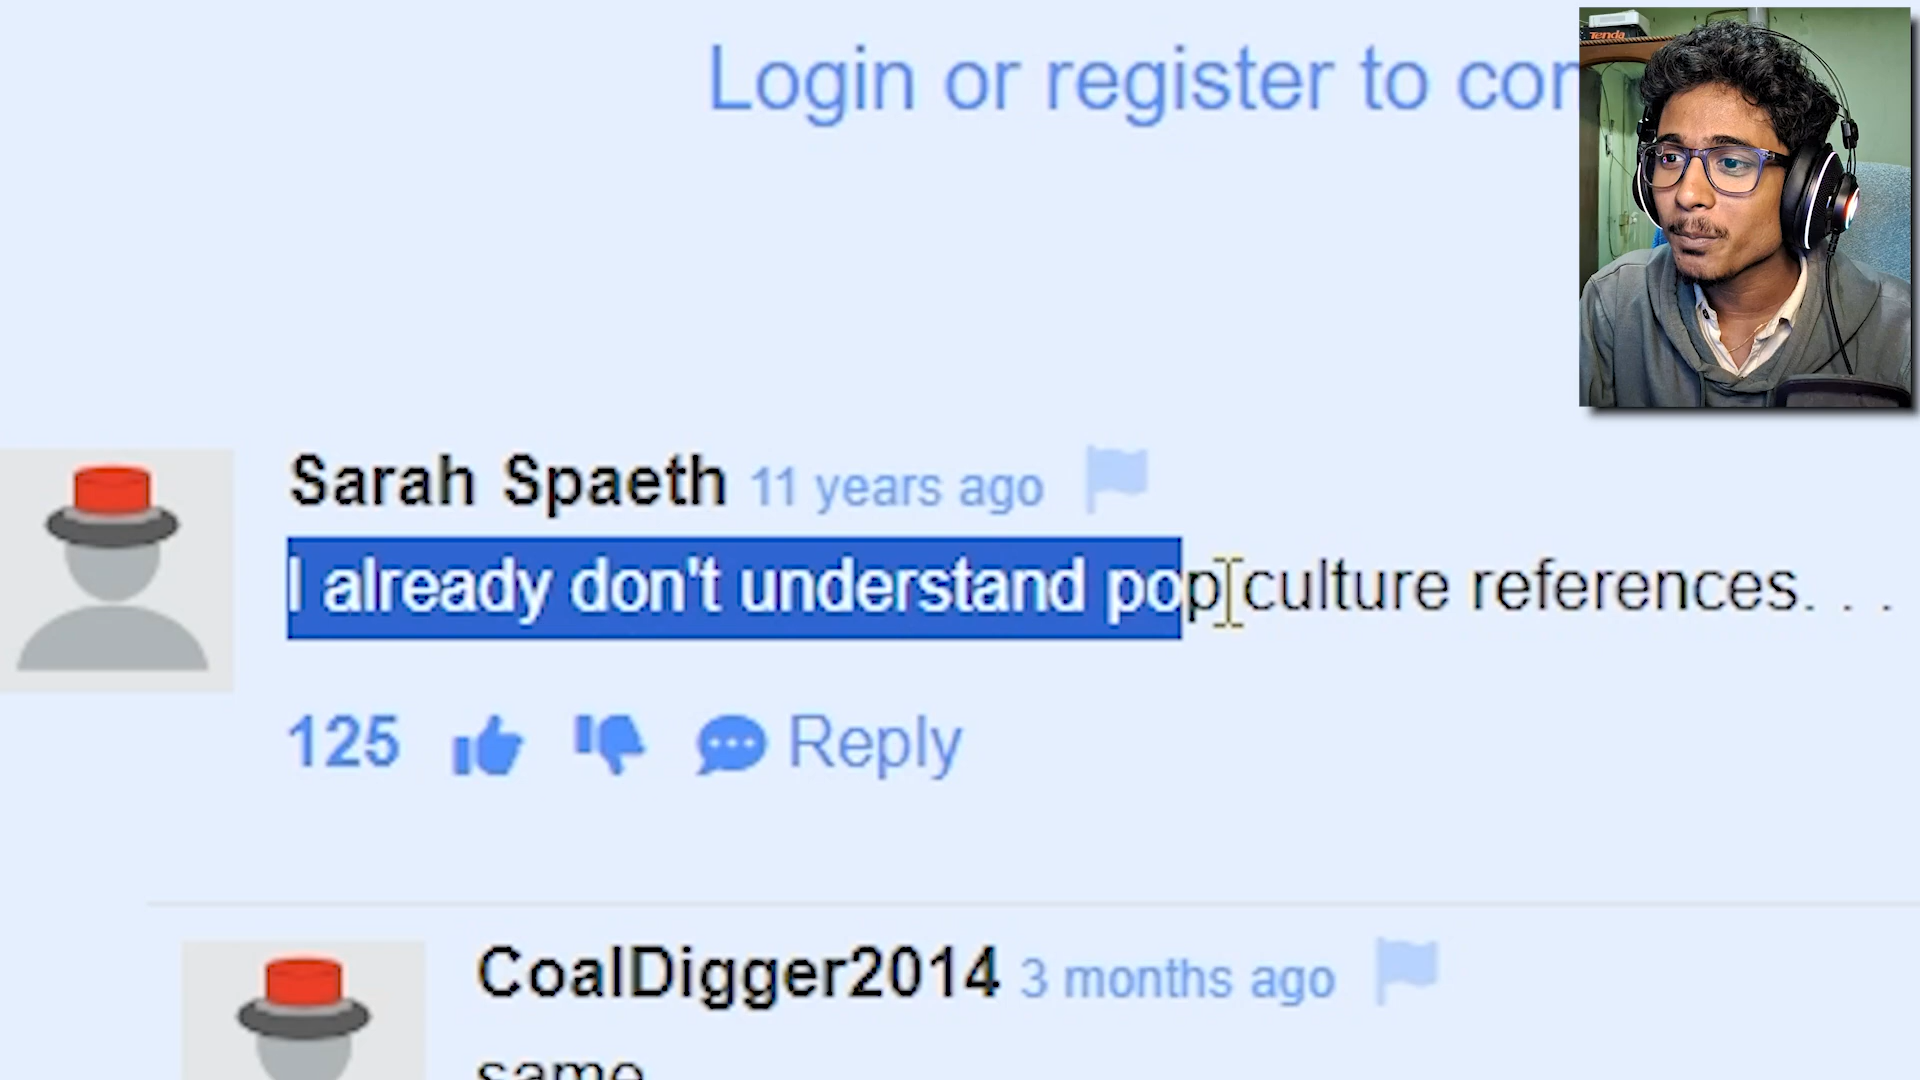 Login or register to com
Tenda
Sarah Spaeth 11 years ago
I already don't understand pop culture references. . .
125 Reply
CoalDigger2014 3 months ago
same